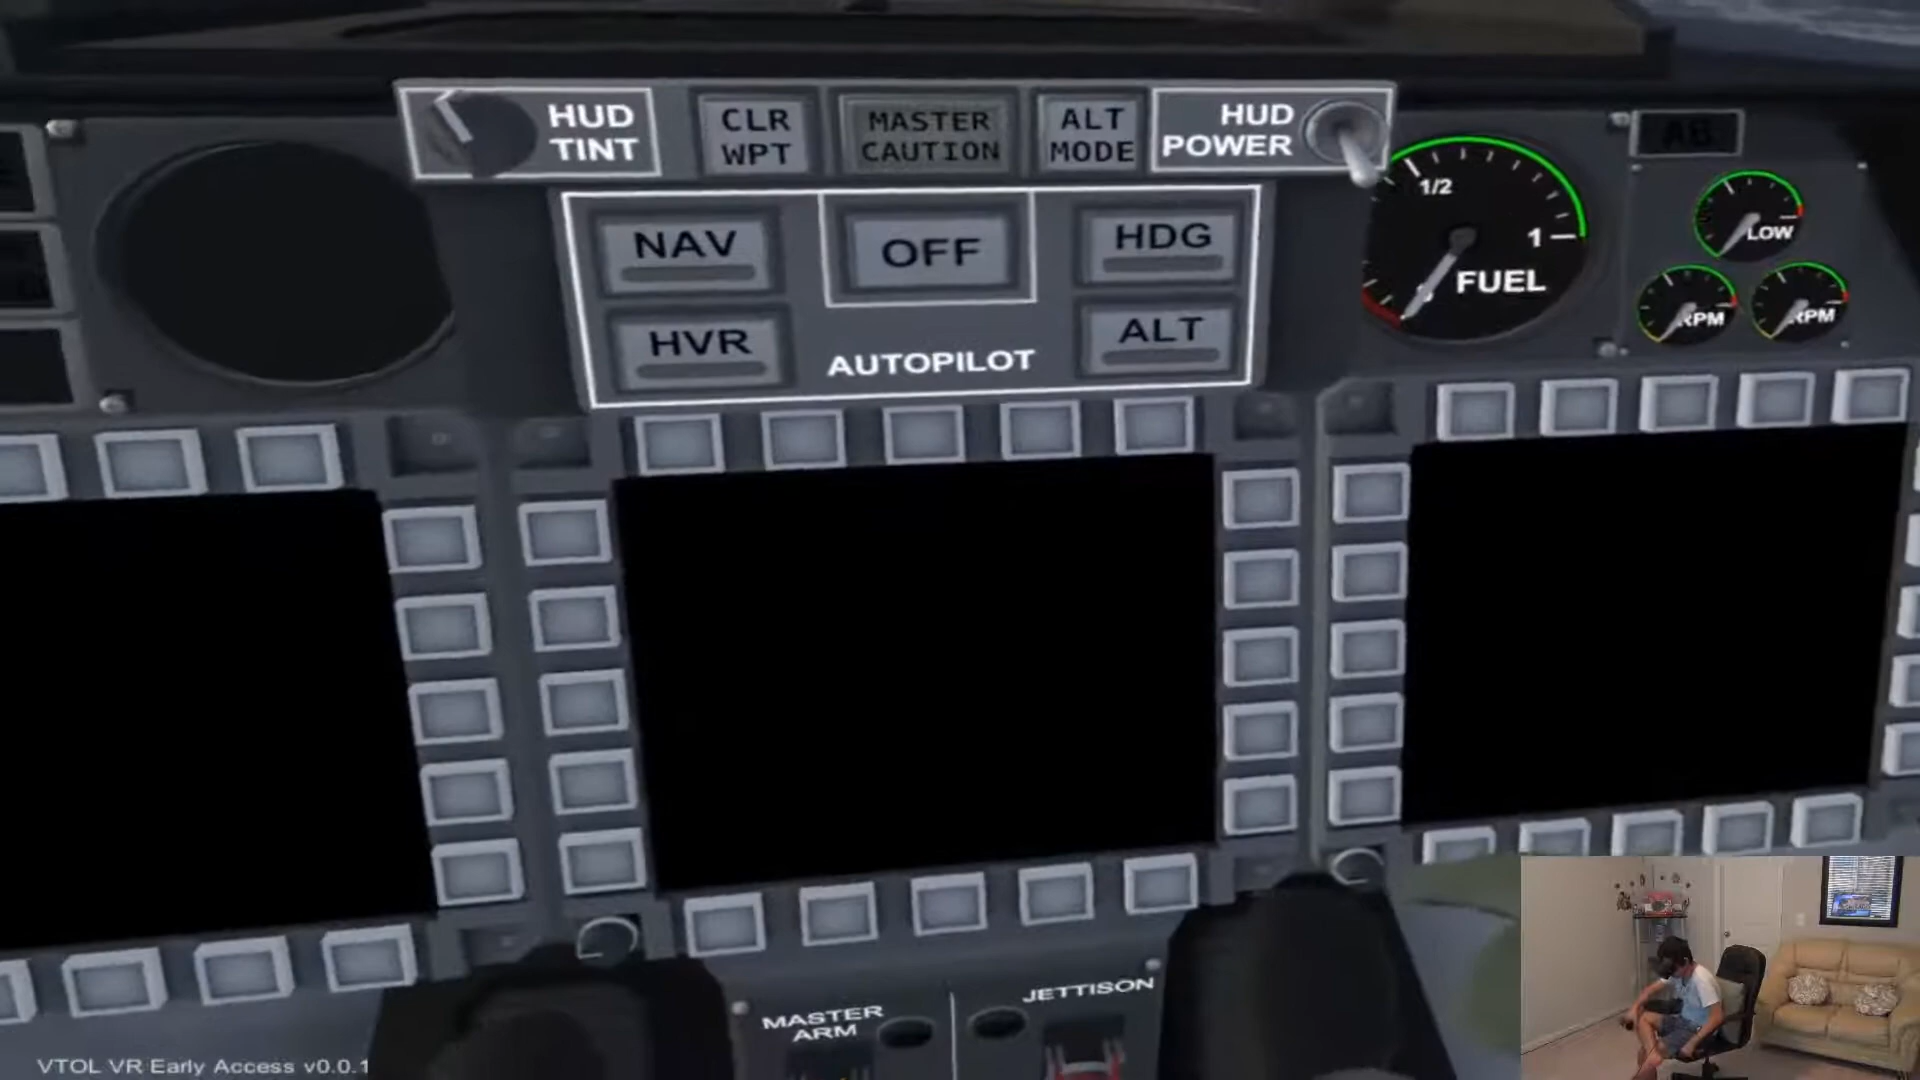 HUD
TINT
CLR
WPT
MASTER
CAUTION
ALT
MODE
HUD
POWER
AB
NAV
OFF
HDG
HVR
AUTOPILOT
ALT
1/2
1
FUEL
LOW
RPM
RPM
MASTER
ARM
JETTISON
VTOL VR Early Access v0.0.1